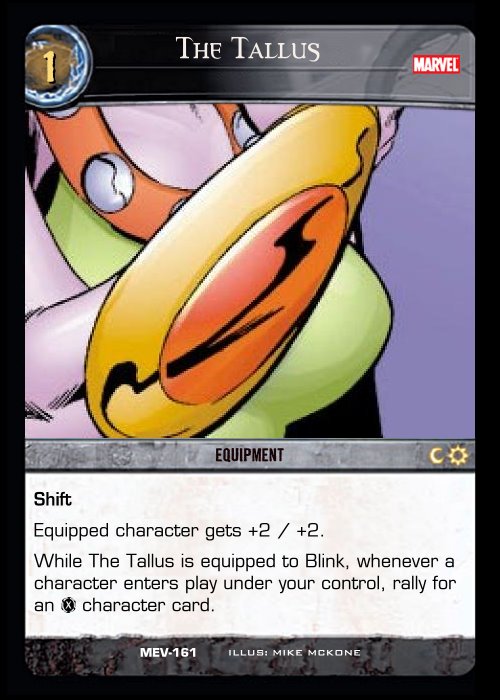 The Tallus
1
MARVEL
EQUIPMENT
Shift
Equipped character gets +2 / +2.
While The Tallus is equipped to Blink, whenever a
character enters play under your control, rally for
an X character card.
MEV-161 ILLUS: MIKE MCKONE